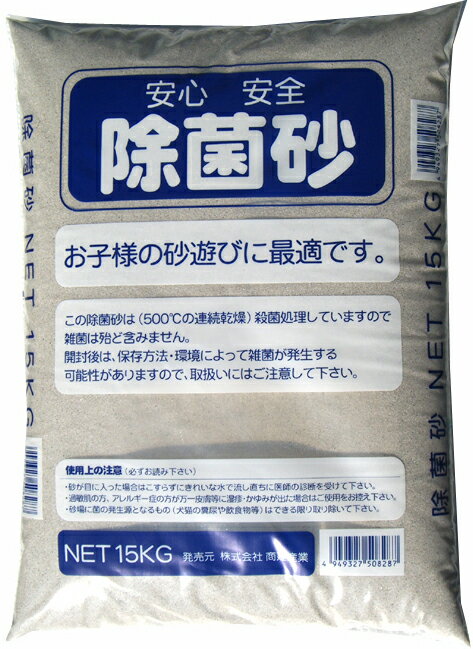 安心 安全
除菌砂
お子様の砂遊びに最適です。
この除菌砂は(500℃の連続乾燥)殺菌処理していますので
雑菌は殆ど含みません。
開封後は、保存方法・環境によって雑菌が発生する
可能性がありますので、取扱いにはご注意して下さい。
使用上の注意(必ずお読み下さい)
・砂が目に入った場合はこすらずにきれいな水で流し直ちに医師の診断を受けて下さい。
・過敏肌の方、アレルギー症の方が万一皮膚等に湿疹・かゆみが出た場合はご使用をお控え下さい。
・砂場に菌の発生源となるもの(犬猫の糞尿や飲食物等)はできる限り取り除いて下さい。
NET 15KG 発売元 株式会社 商産業
4 949327 508287
除菌砂 NET 15KG
除菌砂 NET 15KG
4 949327 508287